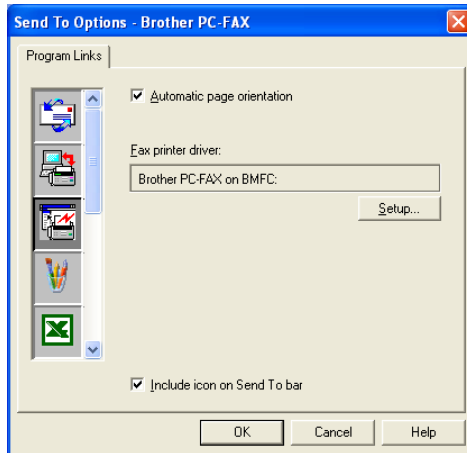 Send To Options - Brother PC-FAX
Program Links
Automatic page orientation
Fax printer driver:
Brother PC-FAX on BMFC:
Setup...
Include icon on Send To bar
OK Cancel Help